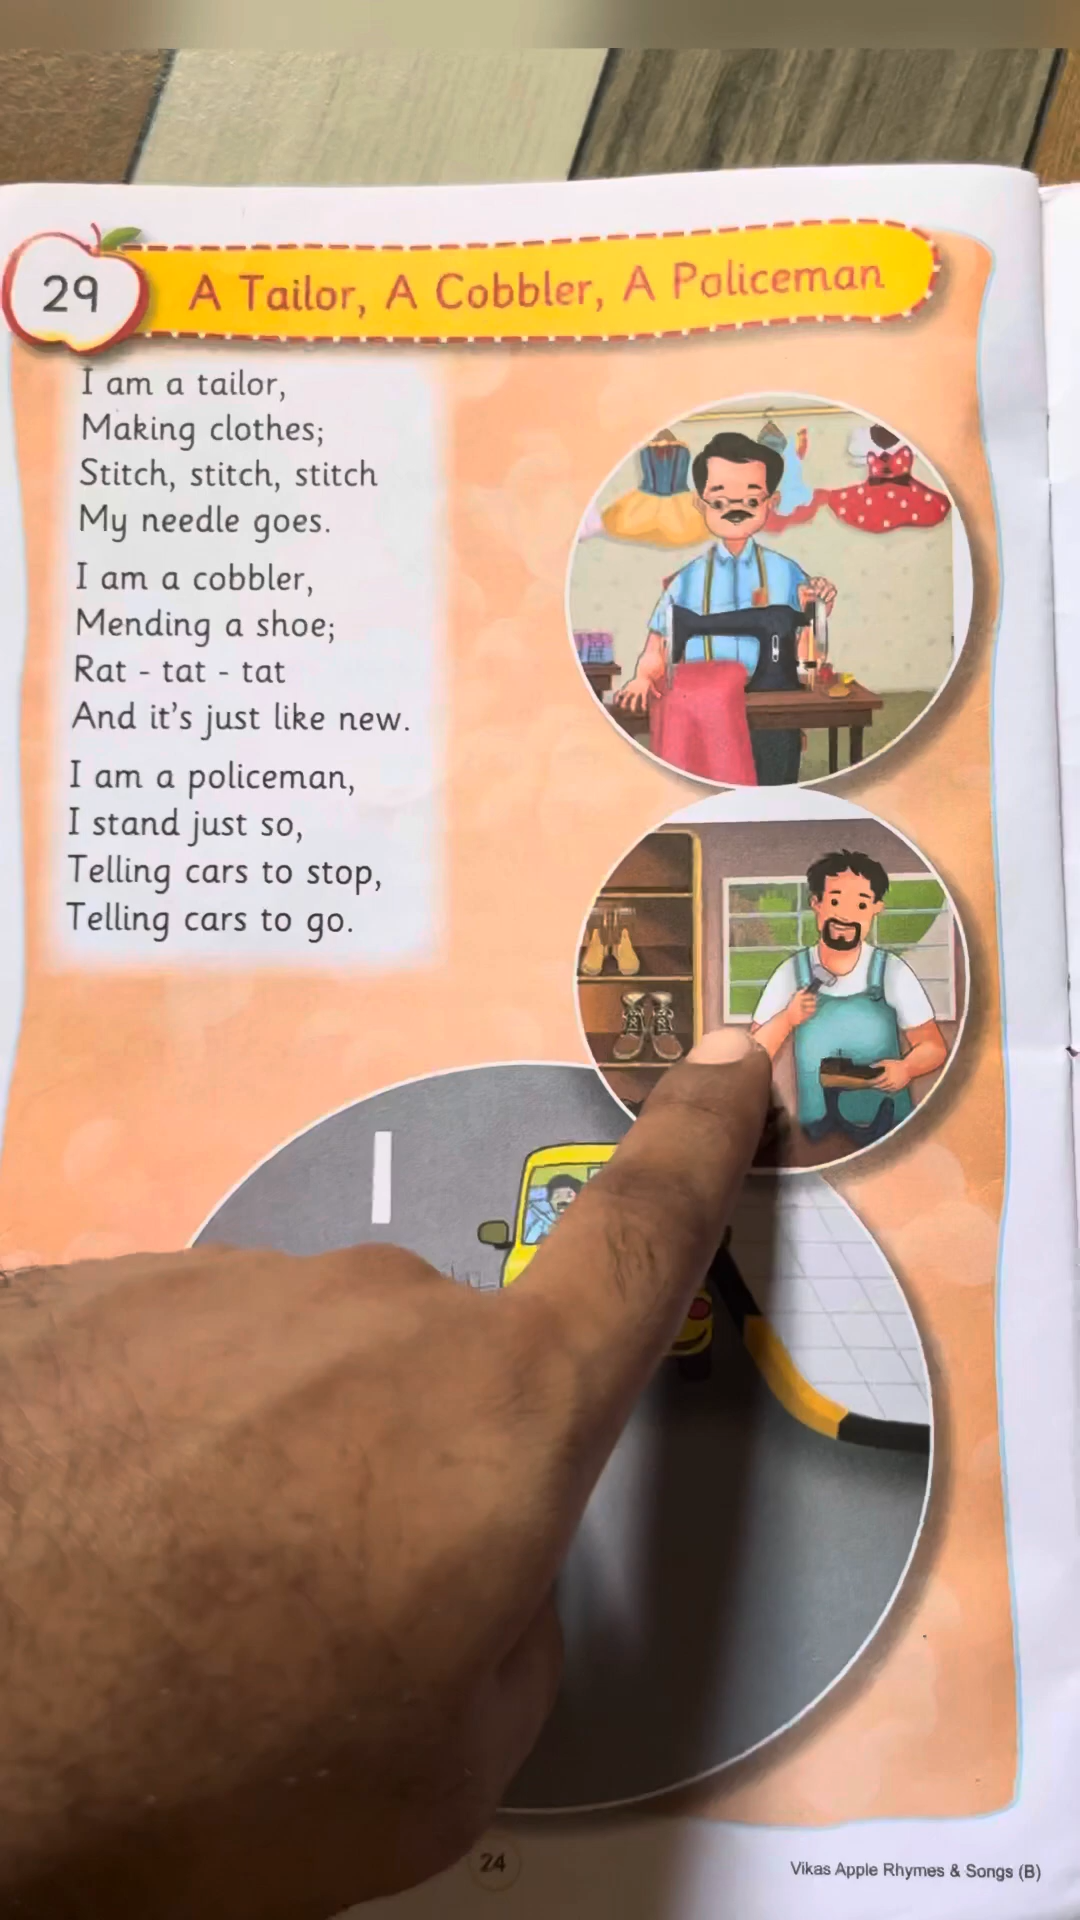 29
A Tailor, A Cobbler, A Policeman
I am a tailor,
Making clothes;
Stitch, stitch, stitch
My needle goes.
I am a cobbler,
Mending a shoe;
Rat - tat - tat
And it's just like new.
I am a policeman,
I stand just so,
Telling cars to stop,
Telling cars to go.
24
Vikas Apple Rhymes & Songs (B)